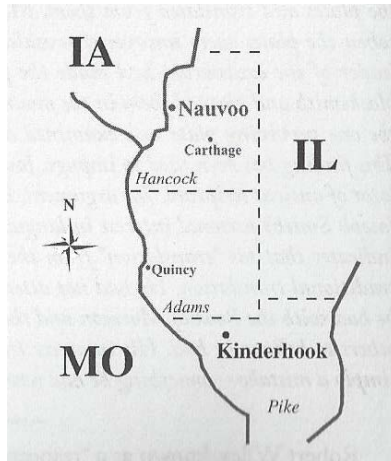 IA
Nauvoo
Carthage
IL
Hancock
N
Quincy
Adams
MO
Kinderhook
Pike